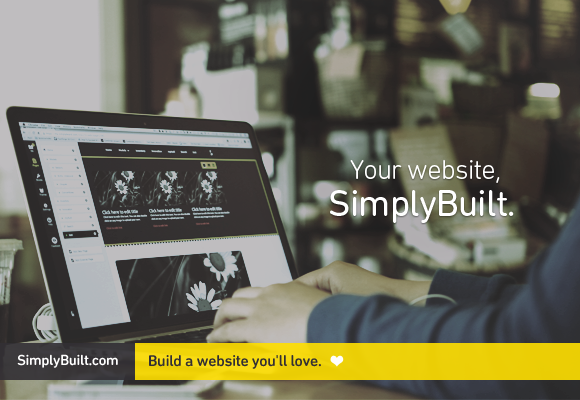 Your website,
SimplyBuilt.
Click here to edit title
Click here to edit title
Click here to edit title
SimplyBuilt.com
Build a website you'll love.